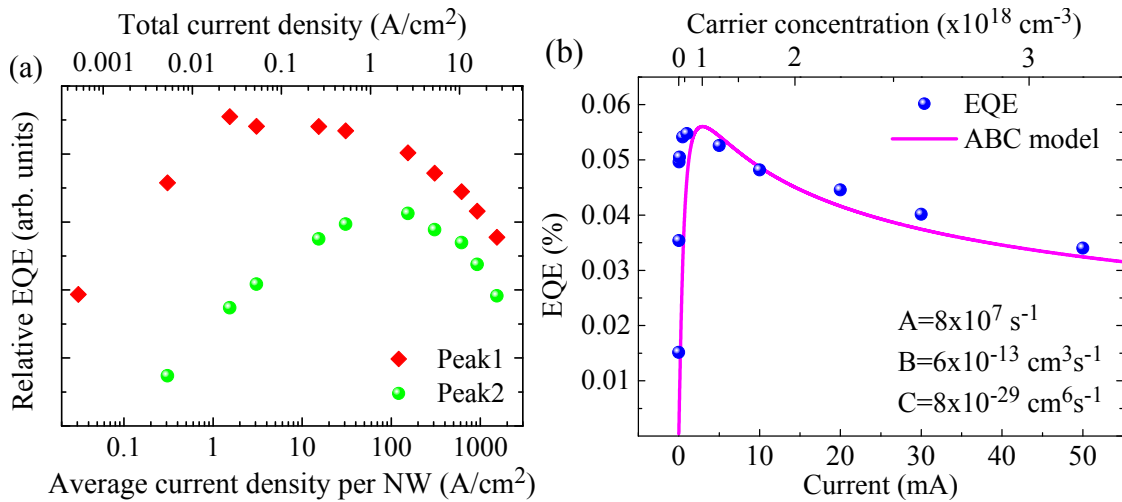 Total current density (A/cm²)
(a)
0.001 0.01 0.1 1 10
Relative EQE (arb. units)
Peak1
Peak2
0.1 1 10 100 1000
Average current density per NW (A/cm²)
Carrier concentration (x10¹⁸ cm⁻³)
(b)
0 1 2 3
0.06
0.05
0.04
0.03
0.02
0.01
EQE (%)
EQE
ABC model
A=8x10⁷ s⁻¹
B=6x10⁻¹³ cm³s⁻¹
C=8x10⁻²⁹ cm⁶s⁻¹
0 10 20 30 40 50
Current (mA)